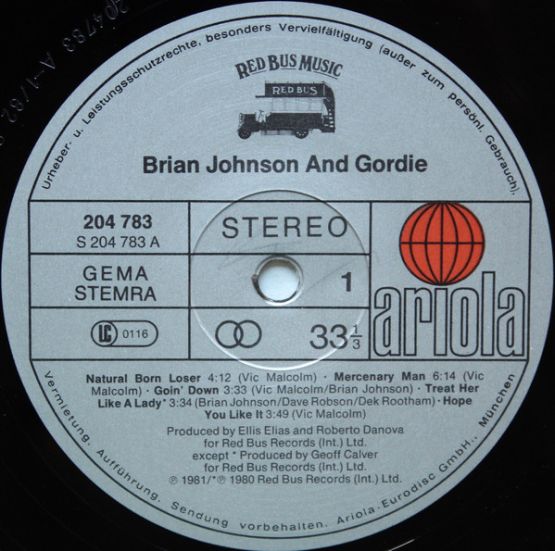 204783 A-1/82
Urheber- u. Leistungsschutzrechte, besonders Vervielfältigung (außer zum persönl. Gebrauch),
RED BUS MUSIC
RED BUS
Brian Johnson And Gordie
204 783
S 204 783 A
STEREO
GEMA
STEMRA
1
ariola
LC 0116
33 1/3
Natural Born Loser 4:12 (Vic Malcolm) · Mercenary Man 6:14 (Vic
Malcolm) · Goin' Down 3:33 (Vic Malcolm/Brian Johnson) · Treat Her
Like A Lady* 3:34 (Brian Johnson/Dave Robson/Dek Rootham) · Hope
You Like It 3:49 (Vic Malcolm)
Produced by Ellis Elias and Roberto Danova
for Red Bus Records (Int.) Ltd.
except * Produced by Geoff Calver
for Red Bus Records (Int.) Ltd.
℗ 1981/*℗ 1980 Red Bus Records (Int.) Ltd.
Vermietung, Aufführung, Sendung vorbehalten. Ariola-Eurodisc GmbH., München